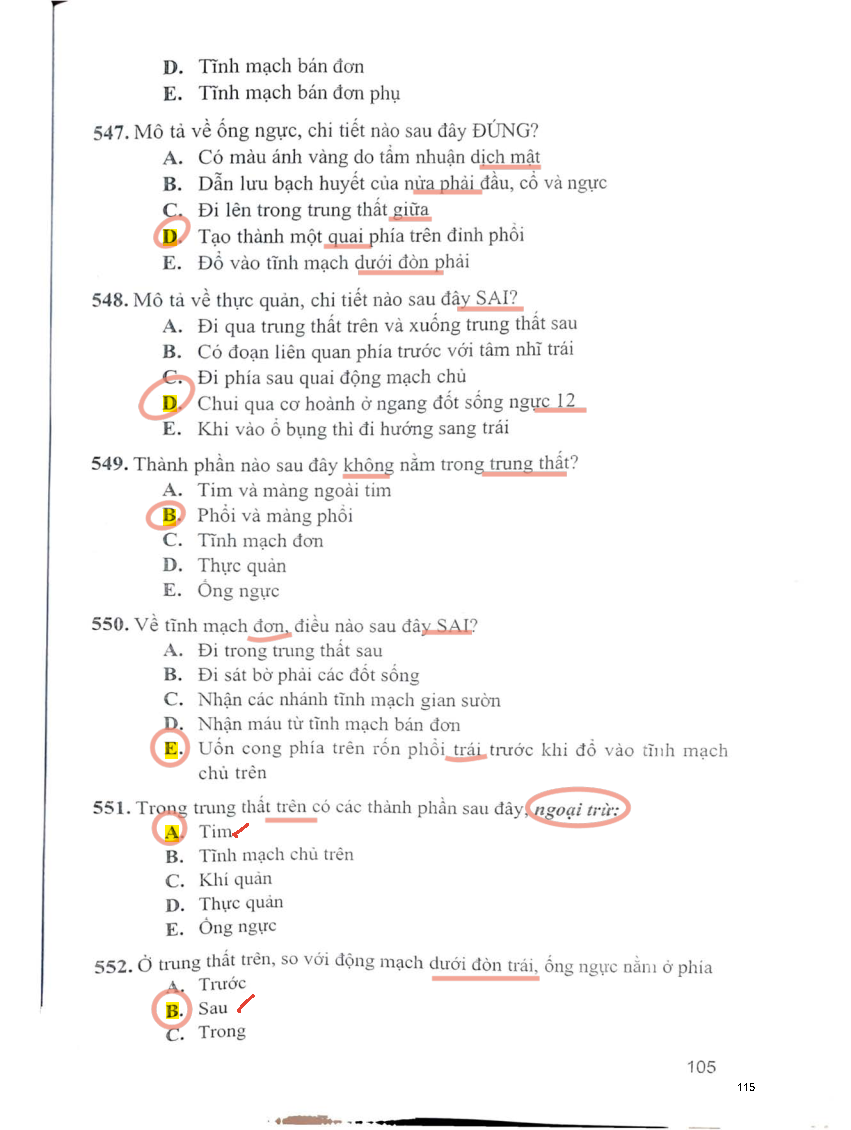 D. Tĩnh mạch bán đơn
E. Tĩnh mạch bán đơn phụ
547. Mô tả về ống ngực, chi tiết nào sau đây ĐÚNG?
A. Có màu ánh vàng do tẩm nhuận dịch mật
B. Dẫn lưu bạch huyết của nửa phải đầu, cổ và ngực
C. Đi lên trong trung thất giữa
D. Tạo thành một quai phía trên đỉnh phổi
E. Đổ vào tĩnh mạch dưới đòn phải
548. Mô tả về thực quản, chi tiết nào sau đây SAI?
A. Đi qua trung thất trên và xuống trung thất sau
B. Có đoạn liên quan phía trước với tâm nhĩ trái
C. Đi phía sau quai động mạch chủ
D. Chui qua cơ hoành ở ngang đốt sống ngực 12
E. Khi vào ổ bụng thì đi hướng sang trái
549. Thành phần nào sau đây không nằm trong trung thất?
A. Tim và màng ngoài tim
B. Phổi và màng phổi
C. Tĩnh mạch đơn
D. Thực quản
E. Ống ngực
550. Về tĩnh mạch đơn, điều nào sau đây SAI?
A. Đi trong trung thất sau
B. Đi sát bờ phải các đốt sống
C. Nhận các nhánh tĩnh mạch gian sườn
D. Nhận máu từ tĩnh mạch bán đơn
E. Uốn cong phía trên rốn phổi trái trước khi đổ vào tĩnh mạch
chủ trên
551. Trong trung thất trên có các thành phần sau đây, ngoại trừ:
A. Tim
B. Tĩnh mạch chủ trên
C. Khí quản
D. Thực quản
E. Ống ngực
552. Ở trung thất trên, so với động mạch dưới đòn trái, ống ngực nằm ở phía
A. Trước
B. Sau
C. Trong
105
115